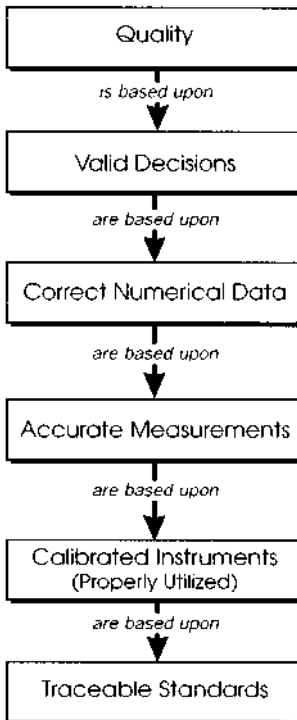 Quality
is based upon
Valid Decisions
are based upon
Correct Numerical Data
are based upon
Accurate Measurements
are based upon
Calibrated Instruments
(Properly Utilized)
are based upon
Traceable Standards